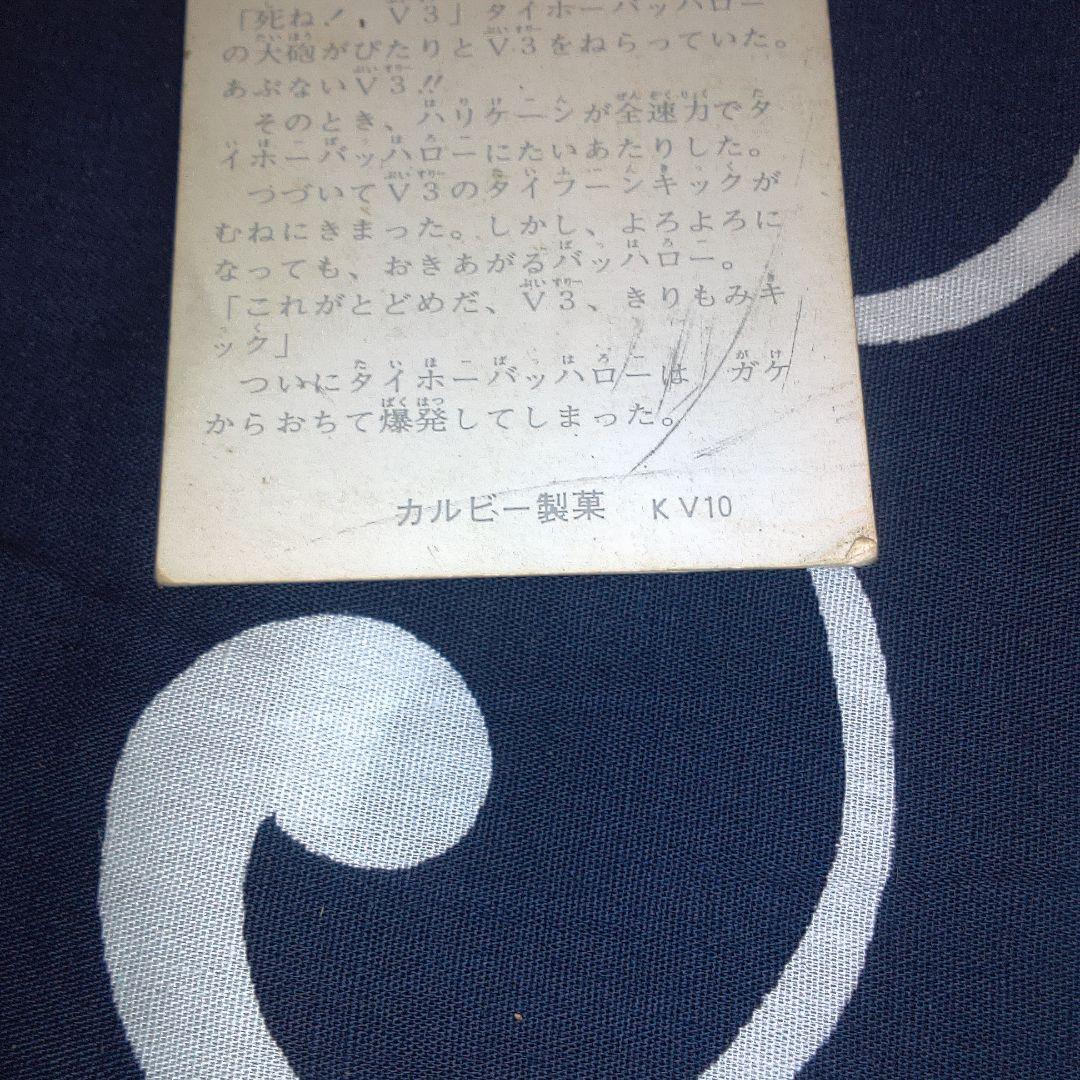 「死ね！、V3」タイホーバッハロー
の大砲がぴたりとV3をねらっていた。
あぶないV3!!
そのとき、ハリケーンが全速力でタ
イホーバッハローにたいあたりした。
つづいてV3のタイフーンキックが
むねにきまった。しかし、よろよろに
なっても、おきあがるバッハロー。
「これがとどめだ、V3、きりもみキ
ック」
ついにタイホーバッハローは ガケ
からおちて爆発してしまった。
カルビー製菓 KV10